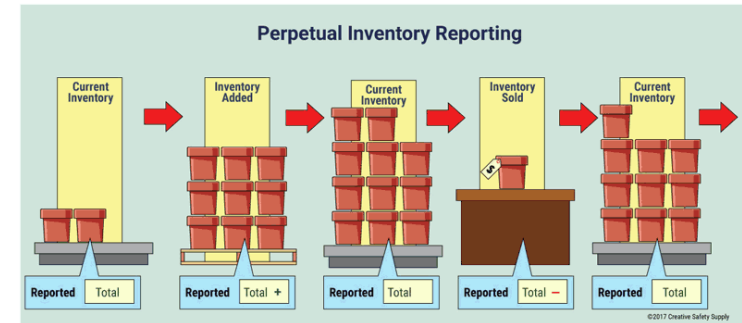 Perpetual Inventory Reporting
Current
Inventory
Inventory
Added
Current
Inventory
Inventory
Sold
Current
Inventory
$
Reported Total
Reported Total +
Reported Total
Reported Total −
Reported Total
©2017 Creative Safety Supply